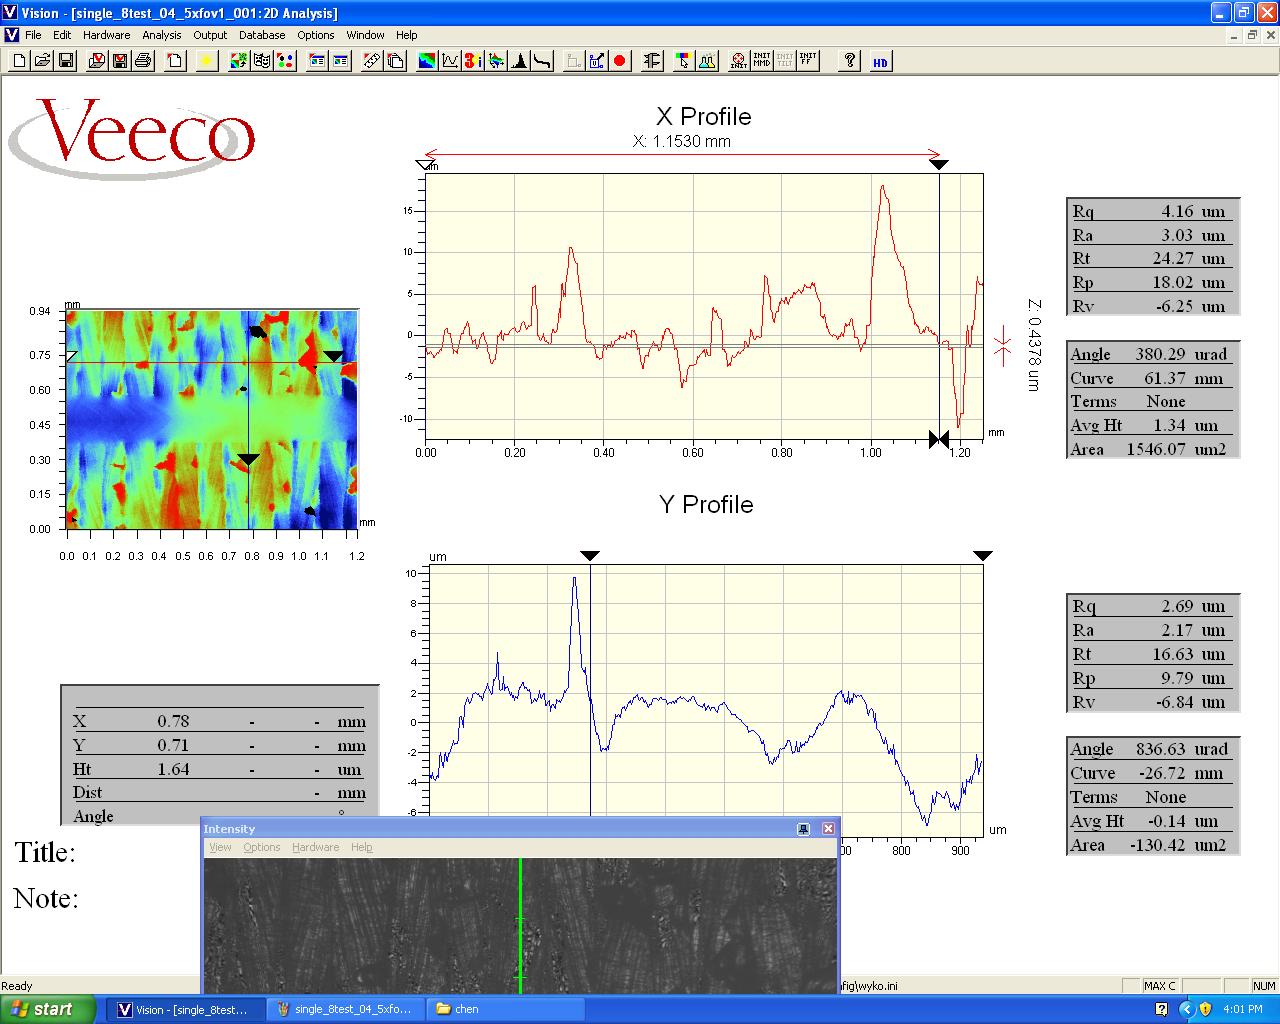 Vision - [single_8test_04_5xfov1_001:2D Analysis]
File Edit Hardware Analysis Output Database Options Window Help
INIT INIT MMD INIT TILT INIT FF ? HD
Veeco
X Profile
X: 1.1530 mm
um
15
10
5
0
-5
-10
0.00 0.20 0.40 0.60 0.80 1.00 1.20
mm
Z: 0.4378 um
Rq 4.16 um
Ra 3.03 um
Rt 24.27 um
Rp 18.02 um
Rv -6.25 um
Angle 380.29 urad
Curve 61.37 mm
Terms None
Avg Ht 1.34 um
Area 1546.07 um2
mm
0.94
0.75
0.60
0.45
0.30
0.15
0.00
mm
0.0 0.1 0.2 0.3 0.4 0.5 0.6 0.7 0.8 0.9 1.0 1.1 1.2
Y Profile
um
10
8
6
4
2
0
-2
-4
-6
um
00 800 900
Rq 2.69 um
Ra 2.17 um
Rt 16.63 um
Rp 9.79 um
Rv -6.84 um
Angle 836.63 urad
Curve -26.72 mm
Terms None
Avg Ht -0.14 um
Area -130.42 um2
X 0.78 - - mm
Y 0.71 - - mm
Ht 1.64 - - um
Dist - mm
Angle °
Title:
Note:
Intensity
View Options Hardware Help
Ready
fig\wyko.ini
MAX C NUM
start
Vision - [single_8test...
single_8test_04_5xfo...
chen
4:01 PM